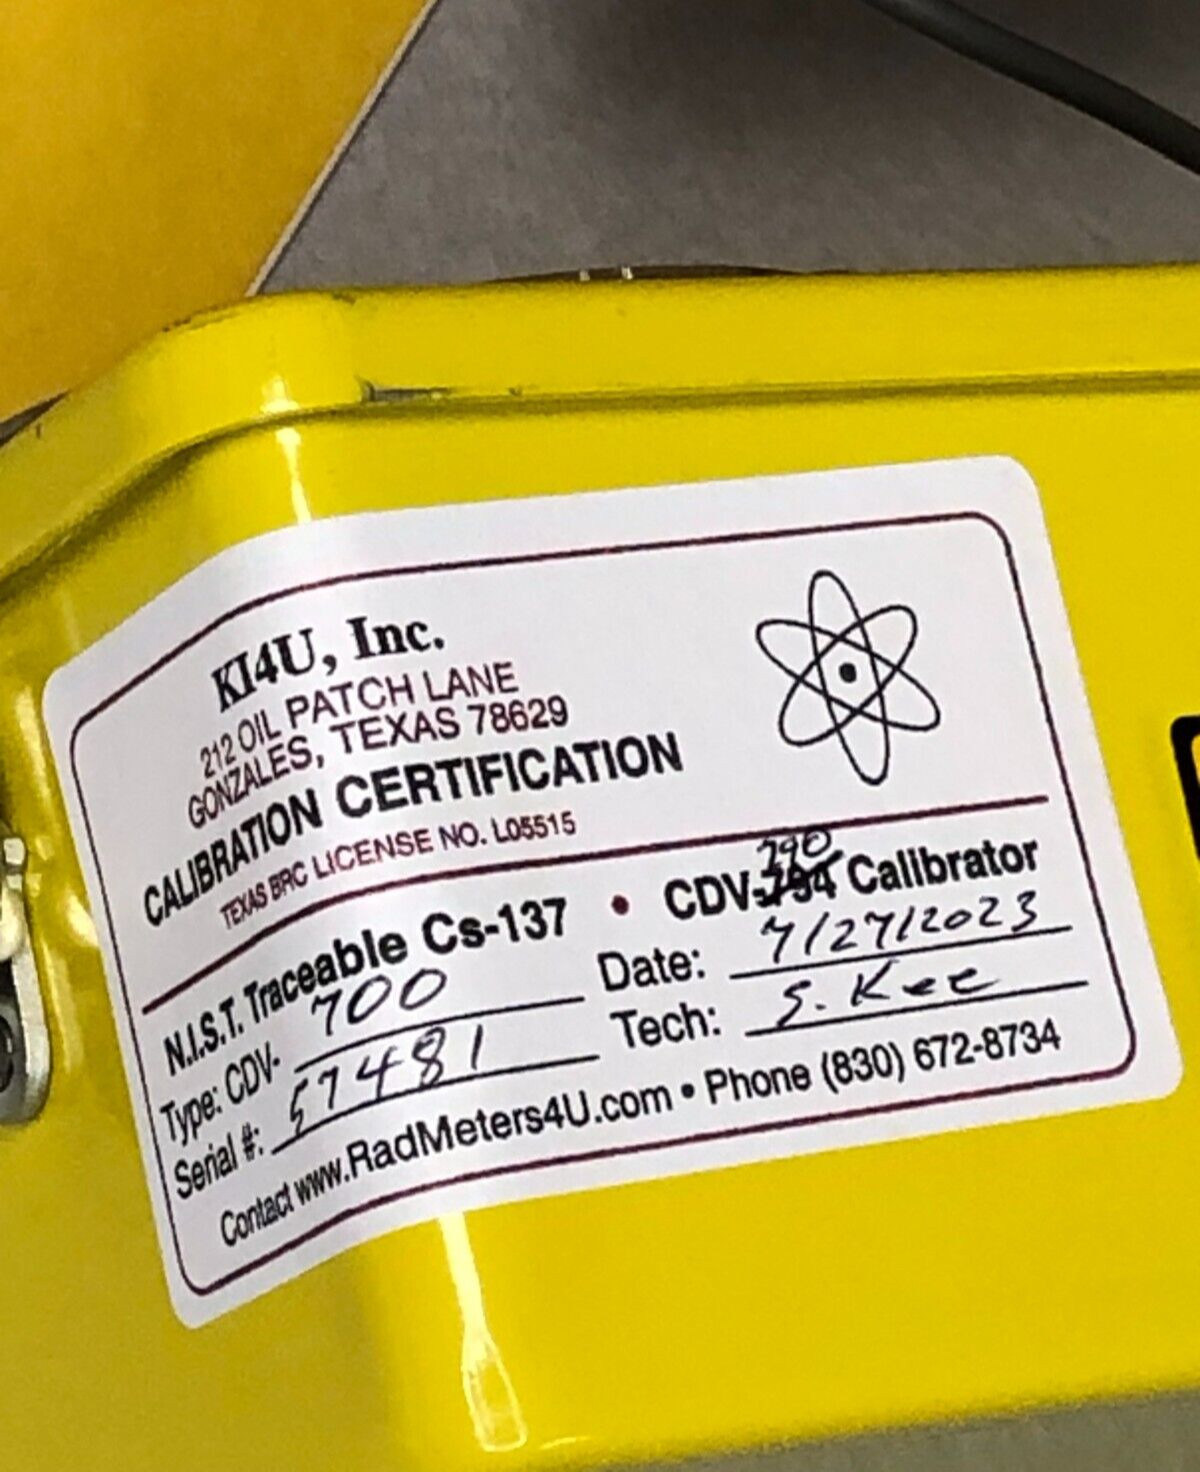 KI4U, Inc.
212 OIL PATCH LANE
GONZALES, TEXAS 78629
CALIBRATION CERTIFICATION
TEXAS BRC LICENSE NO. L05515
N.I.S.T. Traceable Cs-137 • CDV-794 790 Calibrator
Type: CDV- 700 Date: 7/27/2023
Serial #: 57481 Tech: S. Kee
Contact www.RadMeters4U.com • Phone (830) 672-8734